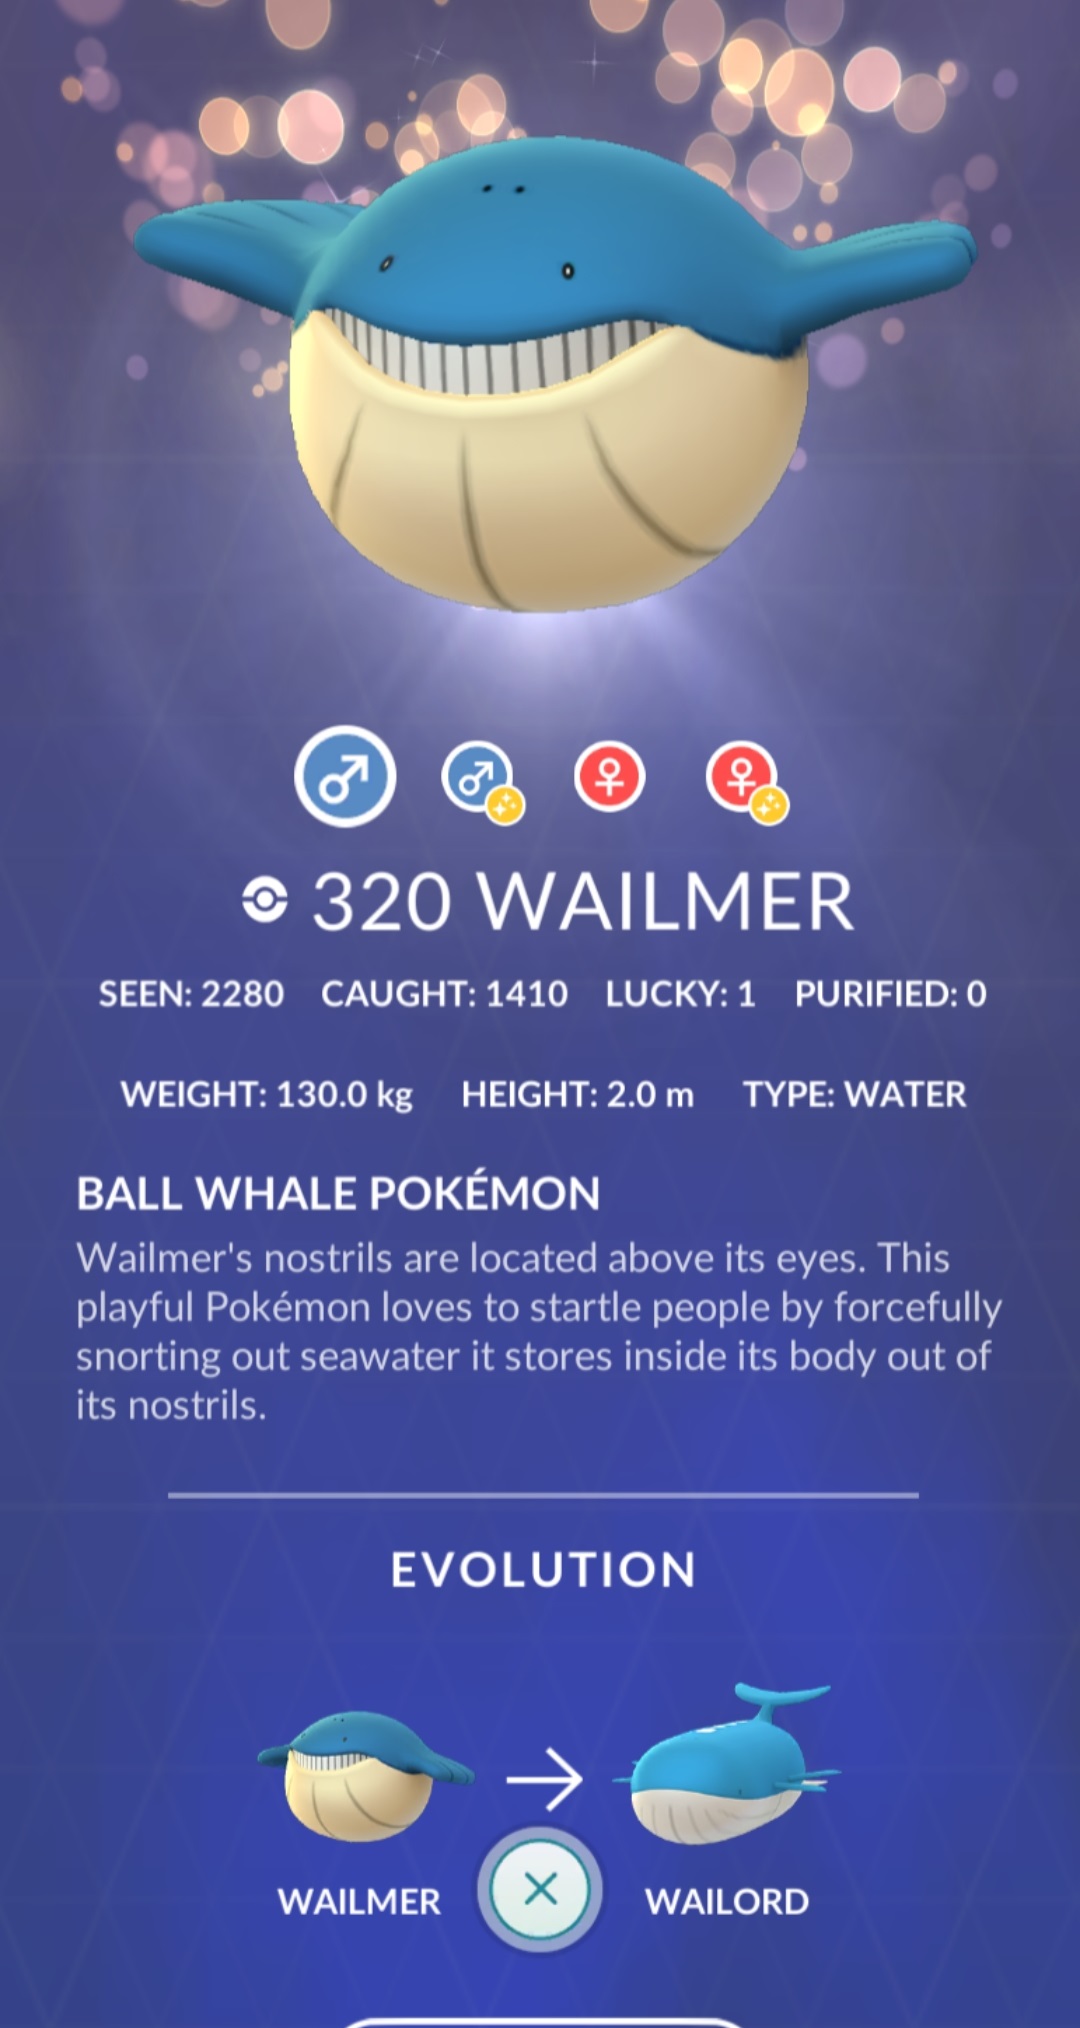 320 WAILMER
SEEN: 2280 CAUGHT: 1410 LUCKY: 1 PURIFIED: 0
WEIGHT: 130.0 kg HEIGHT: 2.0 m TYPE: WATER
BALL WHALE POKÉMON
Wailmer's nostrils are located above its eyes. This
playful Pokémon loves to startle people by forcefully
snorting out seawater it stores inside its body out of
its nostrils.
EVOLUTION
WAILMER WAILORD